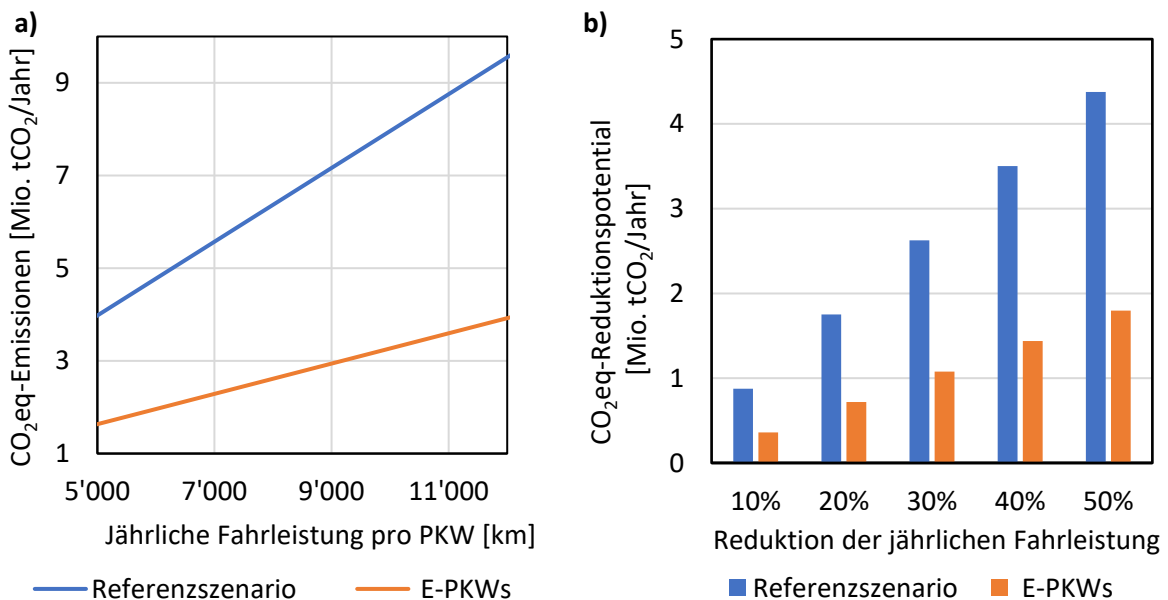 a)
CO₂eq-Emissionen [Mio. tCO₂/Jahr]
9
7
5
3
1
5'000 7'000 9'000 11'000
Jährliche Fahrleistung pro PKW [km]
Referenzszenario E-PKWs
b)
CO₂eq-Reduktionspotential
[Mio. tCO₂/Jahr]
5
4
3
2
1
0
10% 20% 30% 40% 50%
Reduktion der jährlichen Fahrleistung
Referenzszenario E-PKWs